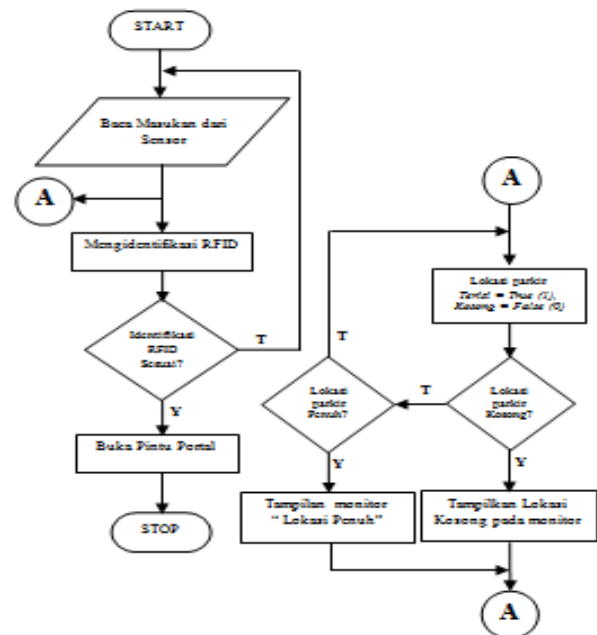 START
Baca Masukan dari
Sensor
A
Mengidentifikasi RFID
Identifikasi
RFID
Sesuai?
T
Y
Buka Pintu Portal
STOP
A
Lokasi parkir
Terisi = True (1),
Kosong = False (0)
Lokasi
parkir
Kosong?
T
Y
Lokasi
parkir
Penuh?
T
Y
Tampilan monitor
“ Lokasi Penuh”
Tampilkan Lokasi
Kosong pada monitor
A